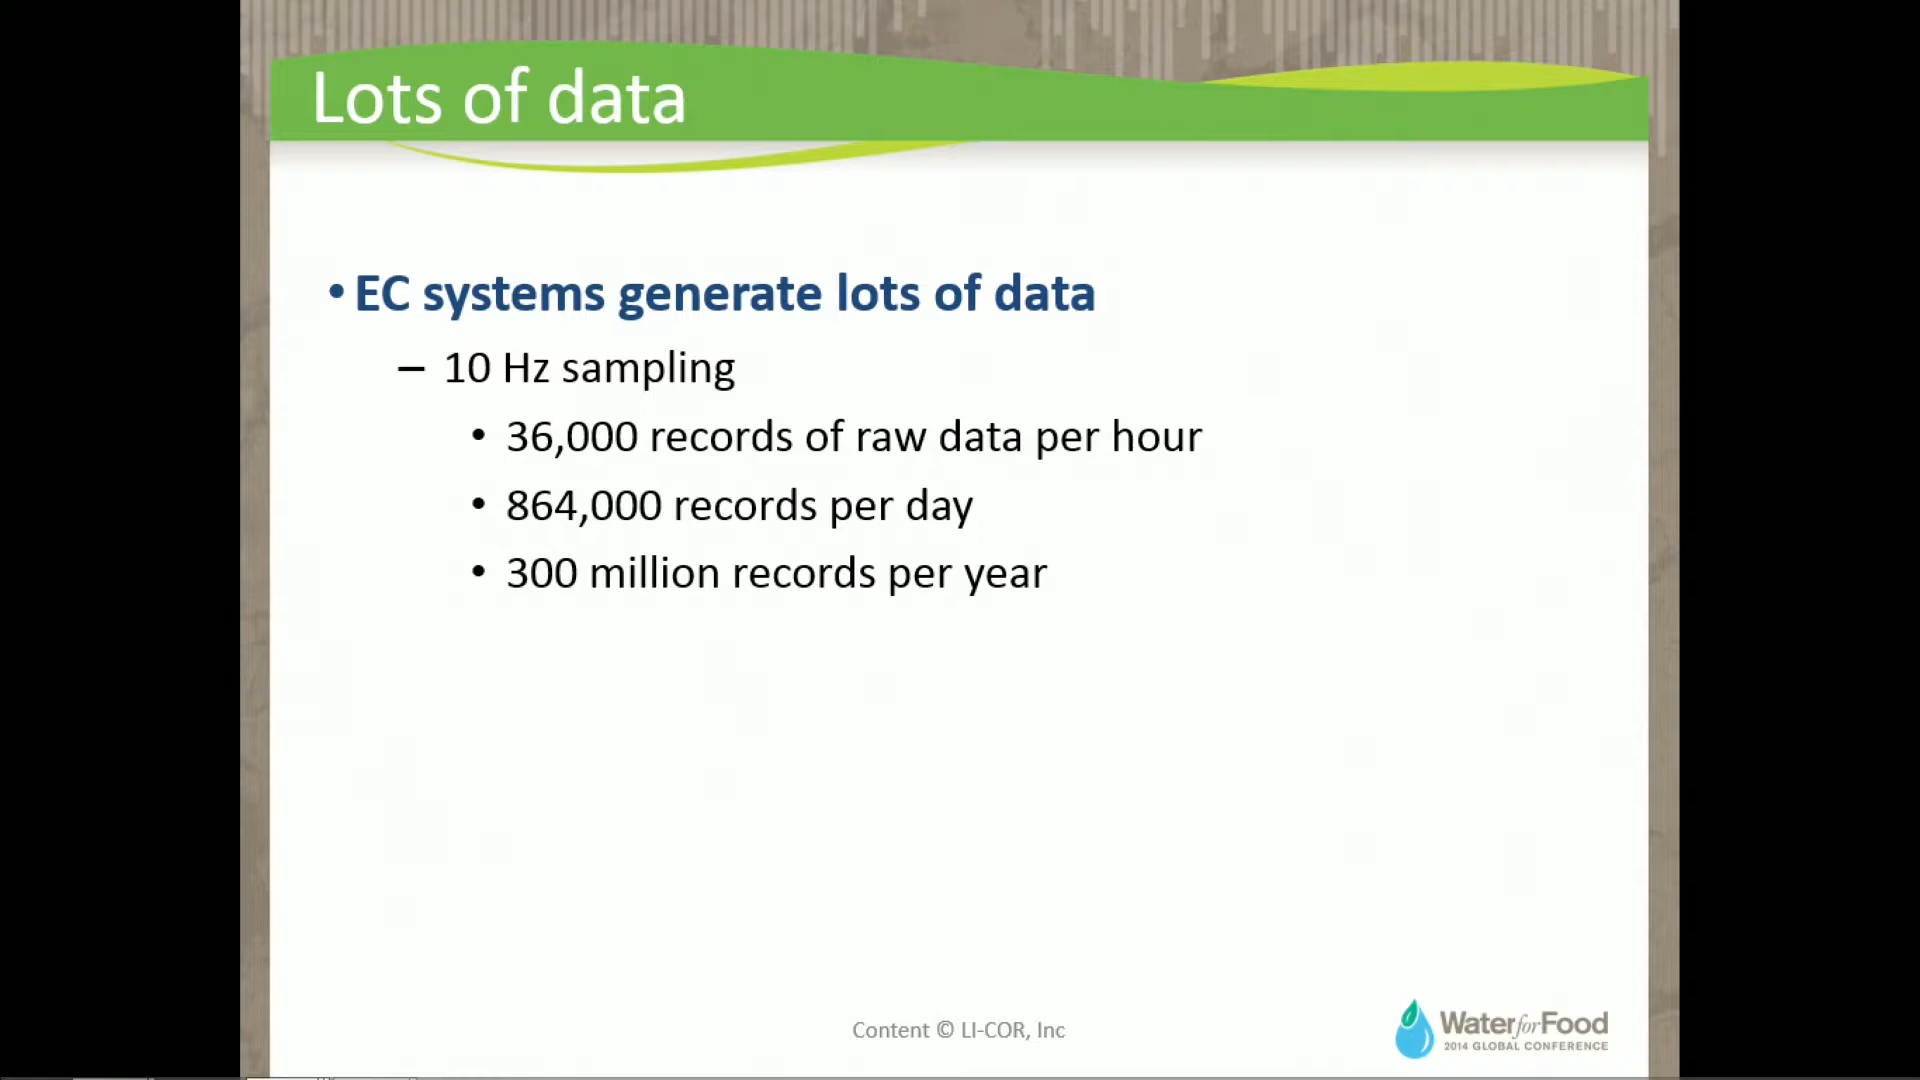 Lots of data
• EC systems generate lots of data
– 10 Hz sampling
• 36,000 records of raw data per hour
• 864,000 records per day
• 300 million records per year
Content © LI-COR, Inc
Water for Food
2014 GLOBAL CONFERENCE